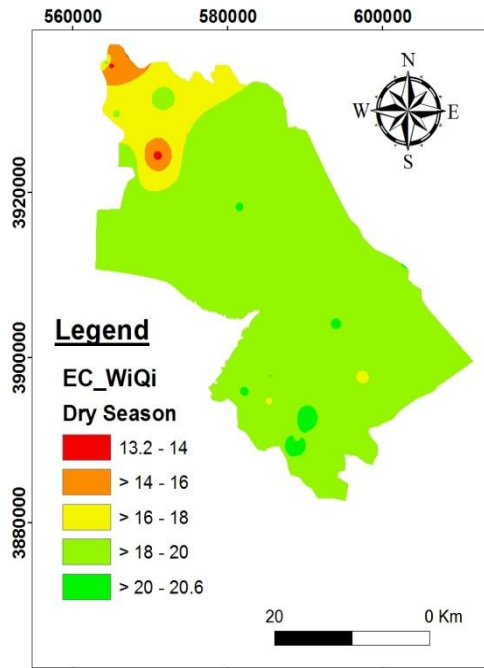 560000 580000 6000000
N
W E
S
3920000
3900000
3880000
Legend
EC_WiQi
Dry Season
13.2 - 14
> 14 - 16
> 16 - 18
> 18 - 20
> 20 - 20.6
20 0 Km